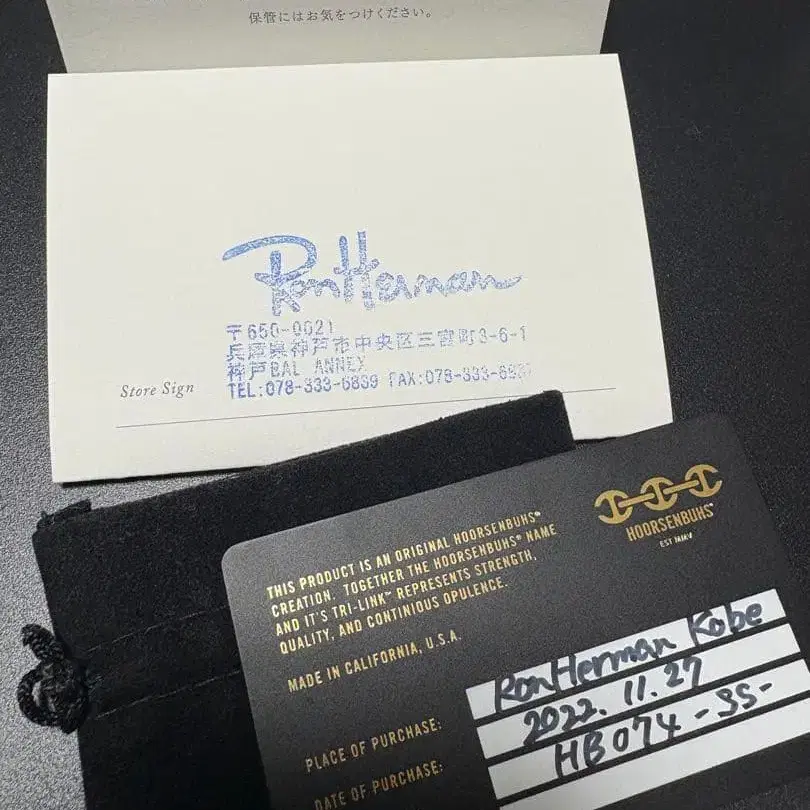 保管にはお気をつけください。
Ron Herman
〒650-0021
兵庫県神戸市中央区三宮町3-6-1
神戸BAL ANNEX
TEL:078-333-6839 FAX:078-333-
Store Sign
HOORSENBUHS®
EST MMV
THIS PRODUCT IS AN ORIGINAL HOORSENBUHS®
CREATION. TOGETHER THE HOORSENBUHS® NAME
AND IT'S TRI-LINK™ REPRESENTS STRENGTH,
QUALITY, AND CONTINIOUS OPULENCE.
MADE IN CALIFORNIA, U.S.A.
RonHerman Kobe
PLACE OF PURCHASE:
2022.11.27
DATE OF PURCHASE:
HB074-SS-